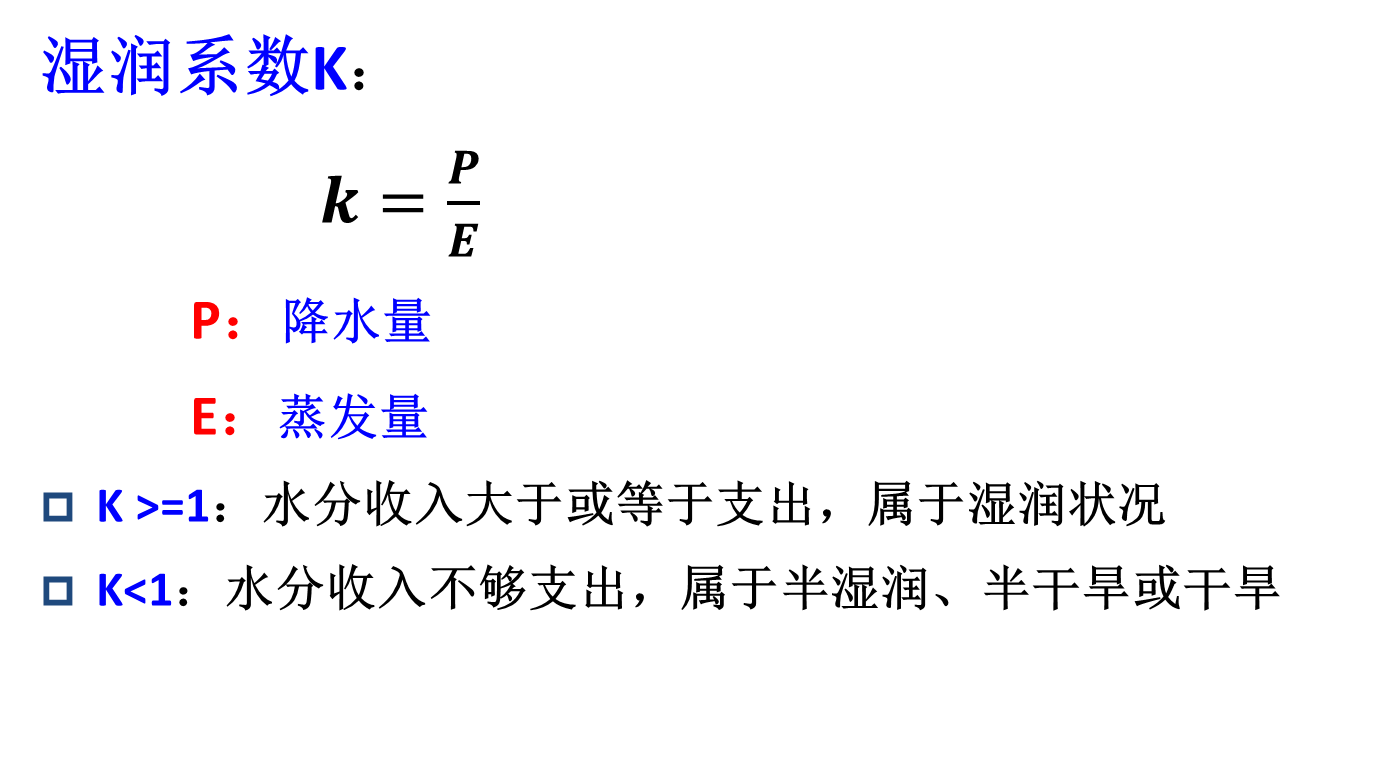 湿润系数K：
k = P/E
P： 降水量
E： 蒸发量
K >=1：水分收入大于或等于支出，属于湿润状况
K<1：水分收入不够支出，属于半湿润、半干旱或干旱